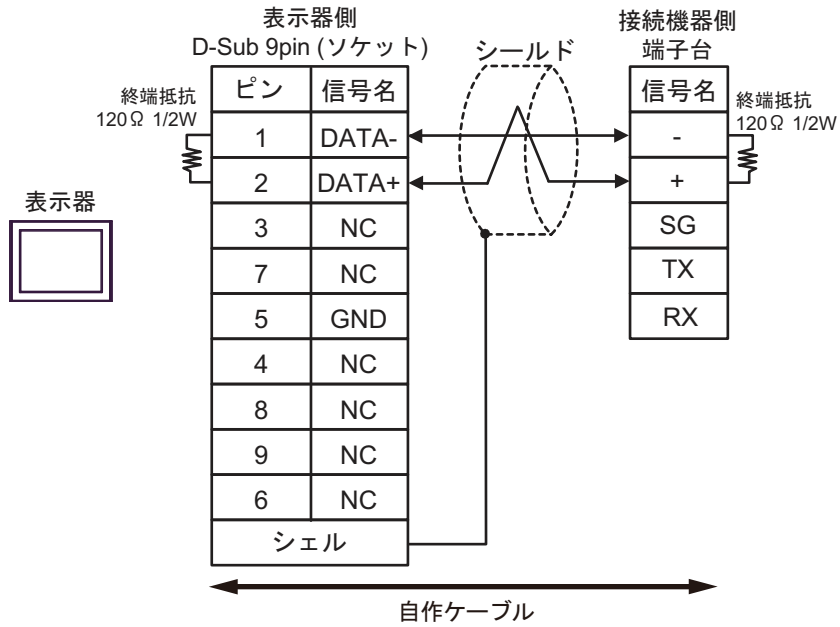 表示器側
D-Sub 9pin (ソケット)
シールド
接続機器側
端子台
終端抵抗
120Ω 1/2W
ピン 信号名
1 DATA-
2 DATA+
3 NC
7 NC
5 GND
4 NC
8 NC
9 NC
6 NC
シェル
信号名
-
+
SG
TX
RX
終端抵抗
120Ω 1/2W
表示器
自作ケーブル